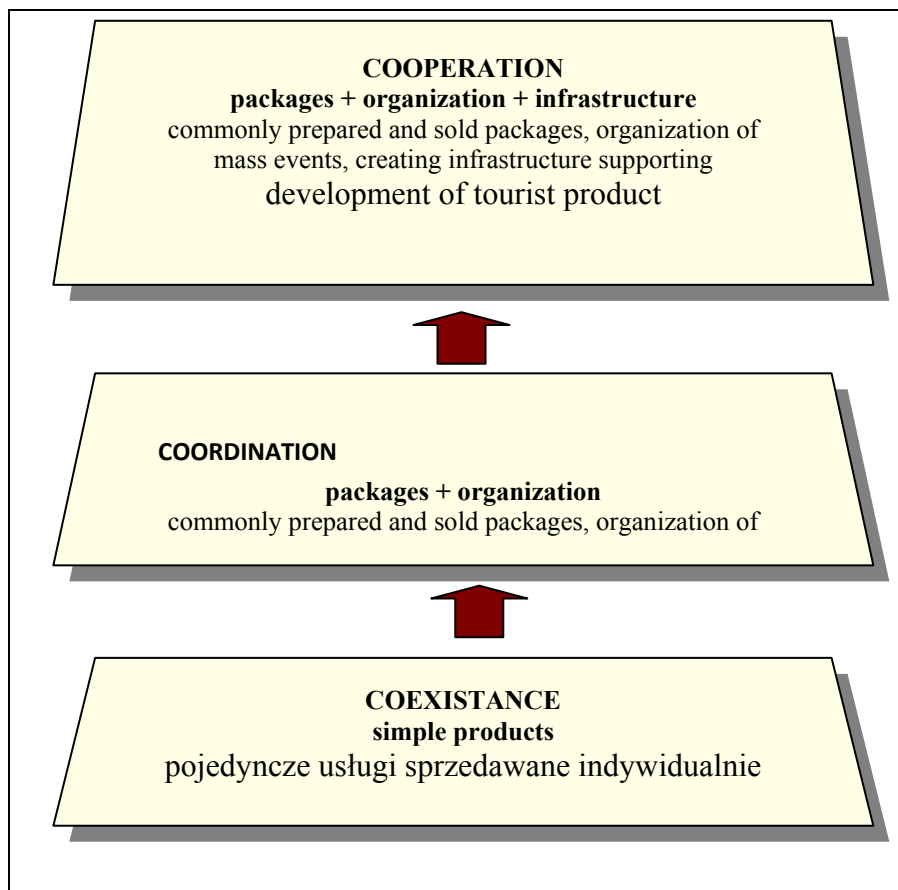 COOPERATION
packages + organization + infrastructure
commonly prepared and sold packages, organization of
mass events, creating infrastructure supporting
development of tourist product
COORDINATION
packages + organization
commonly prepared and sold packages, organization of
COEXISTANCE
simple products
pojedyncze usługi sprzedawane indywidualnie